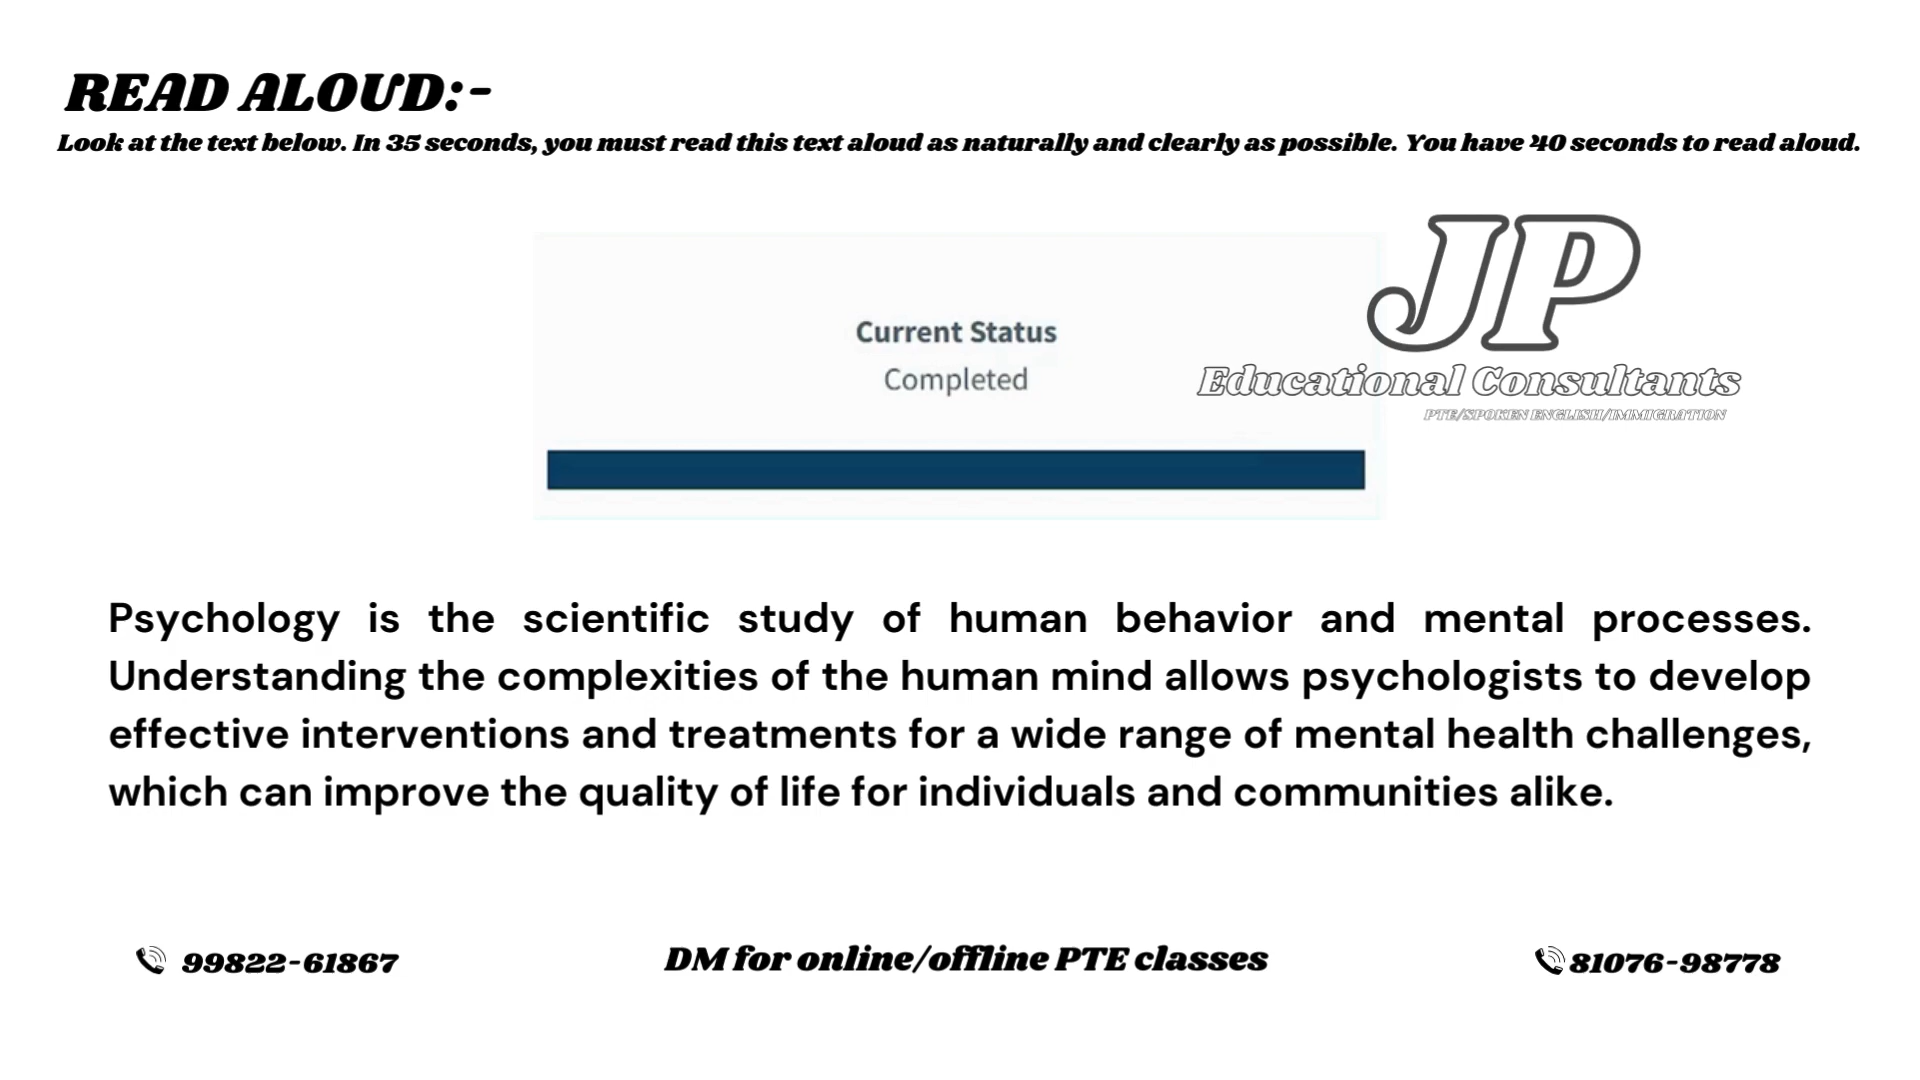 READ ALOUD:-
Look at the text below. In 35 seconds, you must read this text aloud as naturally and clearly as possible. You have 40 seconds to read aloud.
JP
Current Status
Completed
Educational Consultants
PTE/SPOKEN ENGLISH/IMMIGRATION
Psychology is the scientific study of human behavior and mental processes.
Understanding the complexities of the human mind allows psychologists to develop
effective interventions and treatments for a wide range of mental health challenges,
which can improve the quality of life for individuals and communities alike.
99822-61867
DM for online/offline PTE classes
81076-98778